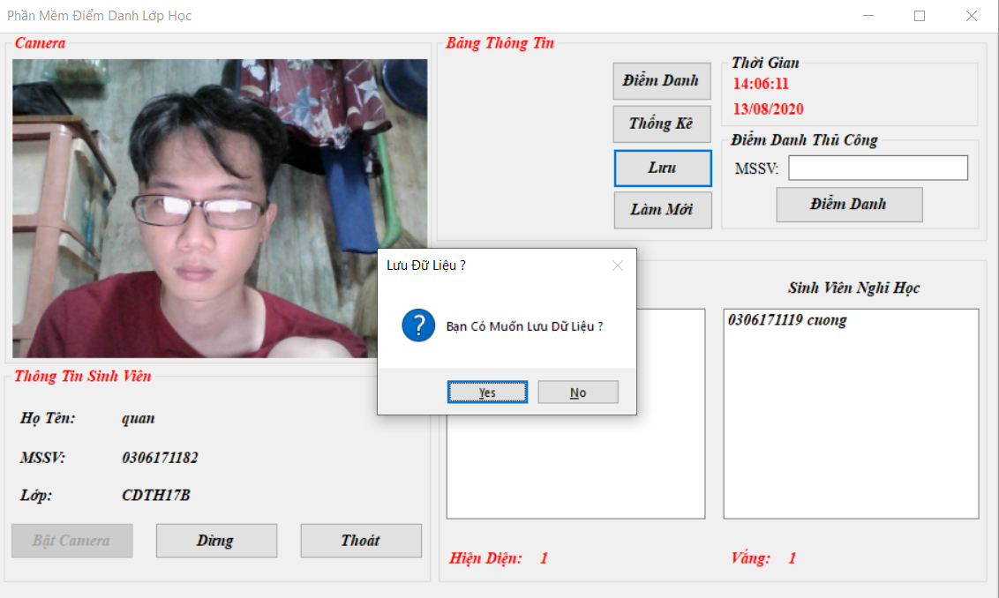 Phần Mềm Điểm Danh Lớp Học
Camera
Bảng Thông Tin
Điểm Danh
Thống Kê
Lưu
Làm Mới
Thời Gian
14:06:11
13/08/2020
Điểm Danh Thủ Công
MSSV:
Điểm Danh
Lưu Dữ Liệu ?
Bạn Có Muốn Lưu Dữ Liệu ?
Yes
No
Sinh Viên Nghĩ Học
0306171119 cuong
Thông Tin Sinh Viên
Họ Tên: quan
MSSV: 0306171182
Lớp: CDTH17B
Bật Camera
Dừng
Thoát
Hiện Diện: 1
Vắng: 1